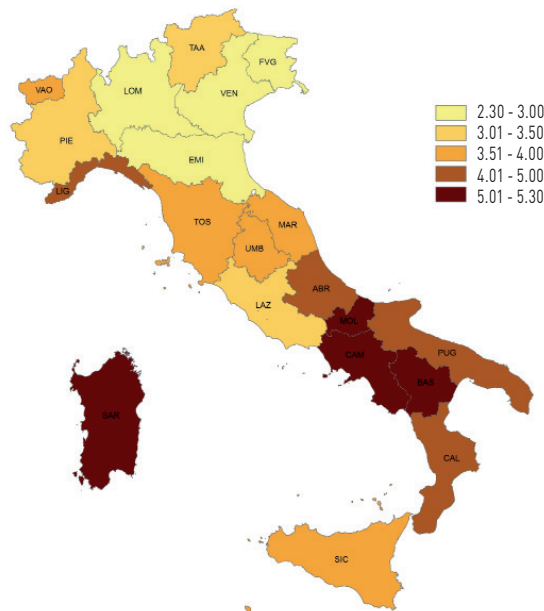 TAA
FVG
VAO
LOM
VEN
PIE
EMI
LIG
TOS
MAR
UMB
ABR
LAZ
MOL
CAM
PUG
BAS
SAR
CAL
SIC
2.30 - 3.00
3.01 - 3.50
3.51 - 4.00
4.01 - 5.00
5.01 - 5.30